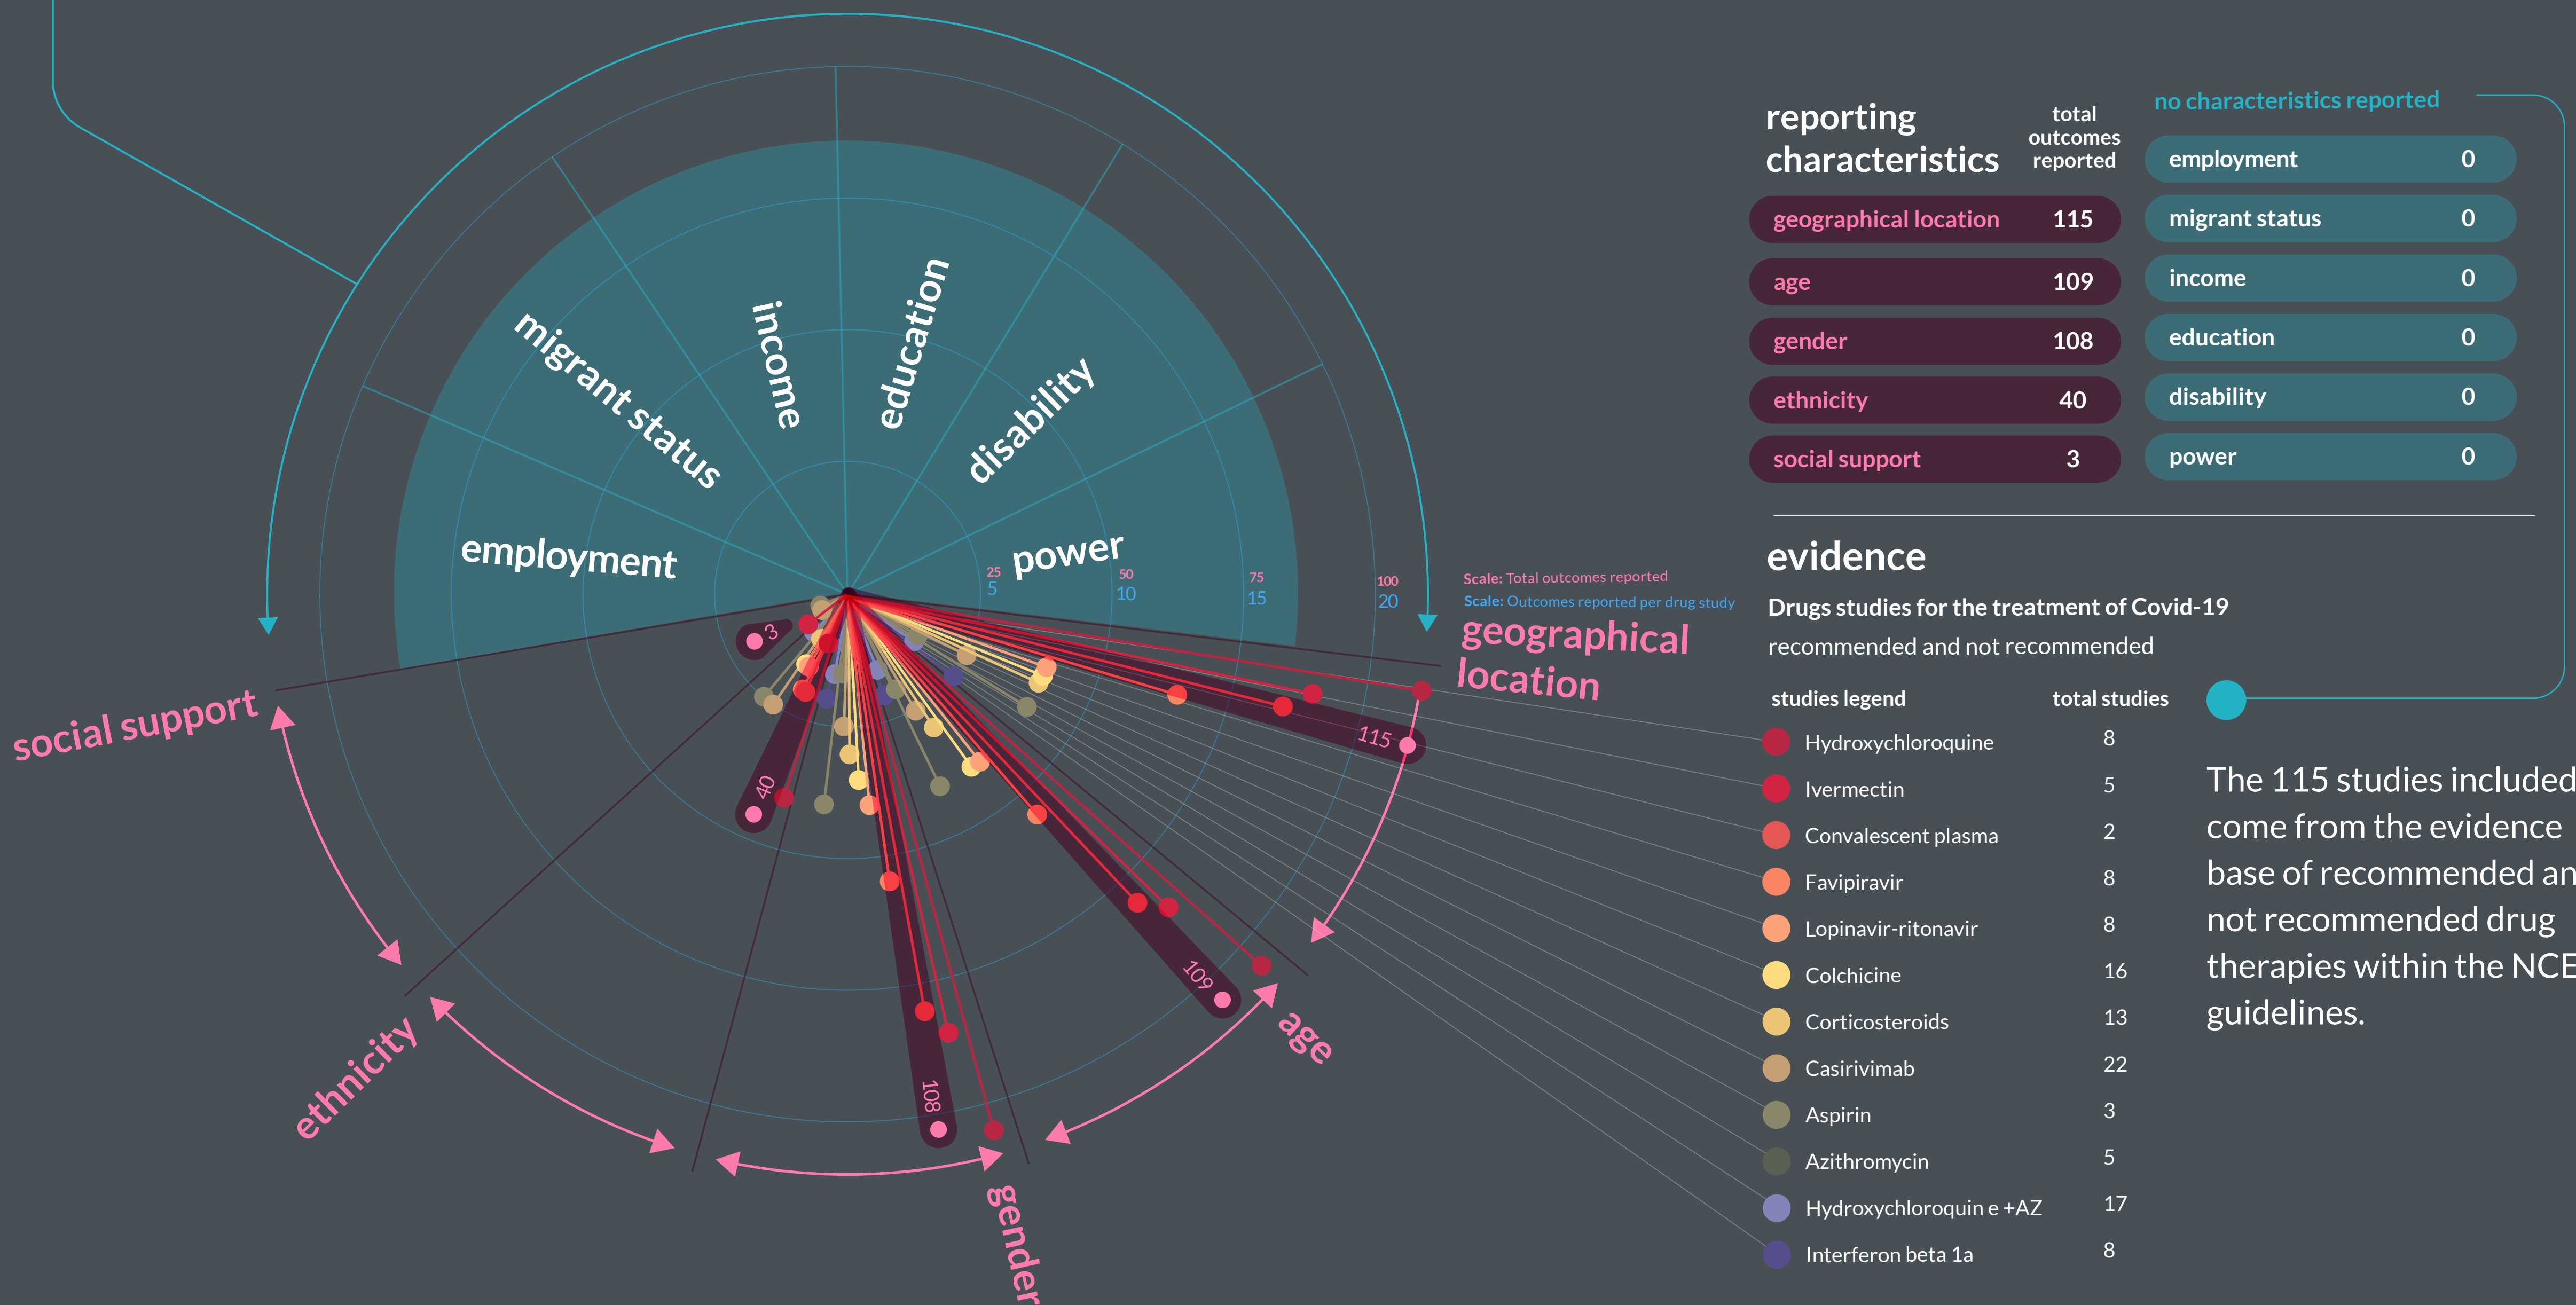 migrant status
income
education
disability
employment
power
25
5
50
10
75
15
100
20
Scale: Total outcomes reported
Scale: Outcomes reported per drug study
geographical
location
115
social support
3
ethnicity
40
gender
108
age
109
reporting
characteristics
total
outcomes
reported
geographical location 115
age 109
gender 108
ethnicity 40
social support 3
no characteristics reported
employment 0
migrant status 0
income 0
education 0
disability 0
power 0
evidence
Drugs studies for the treatment of Covid-19
recommended and not recommended
studies legend total studies
Hydroxychloroquine 8
Ivermectin 5
Convalescent plasma 2
Favipiravir 8
Lopinavir-ritonavir 8
Colchicine 16
Corticosteroids 13
Casirivimab 22
Aspirin 3
Azithromycin 5
Hydroxychloroquin e +AZ 17
Interferon beta 1a 8
The 115 studies included
come from the evidence
base of recommended an
not recommended drug
therapies within the NCE
guidelines.